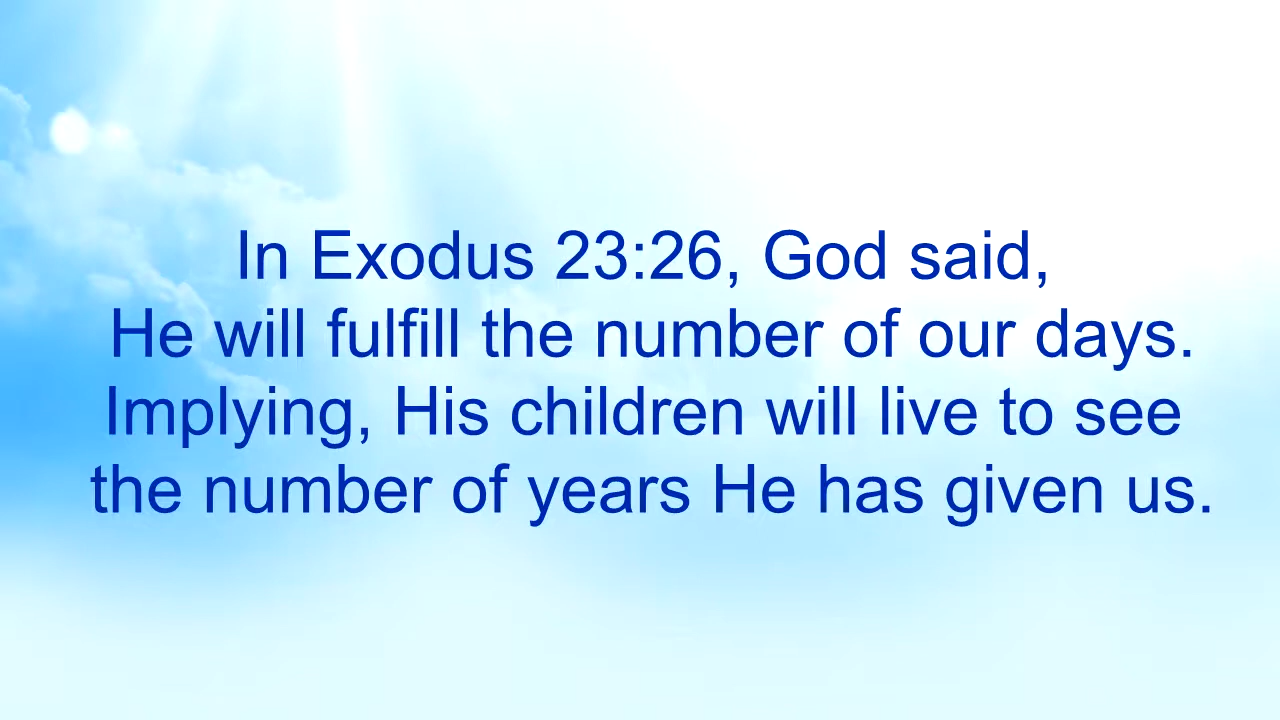 In Exodus 23:26, God said,
He will fulfill the number of our days.
Implying, His children will live to see
the number of years He has given us.